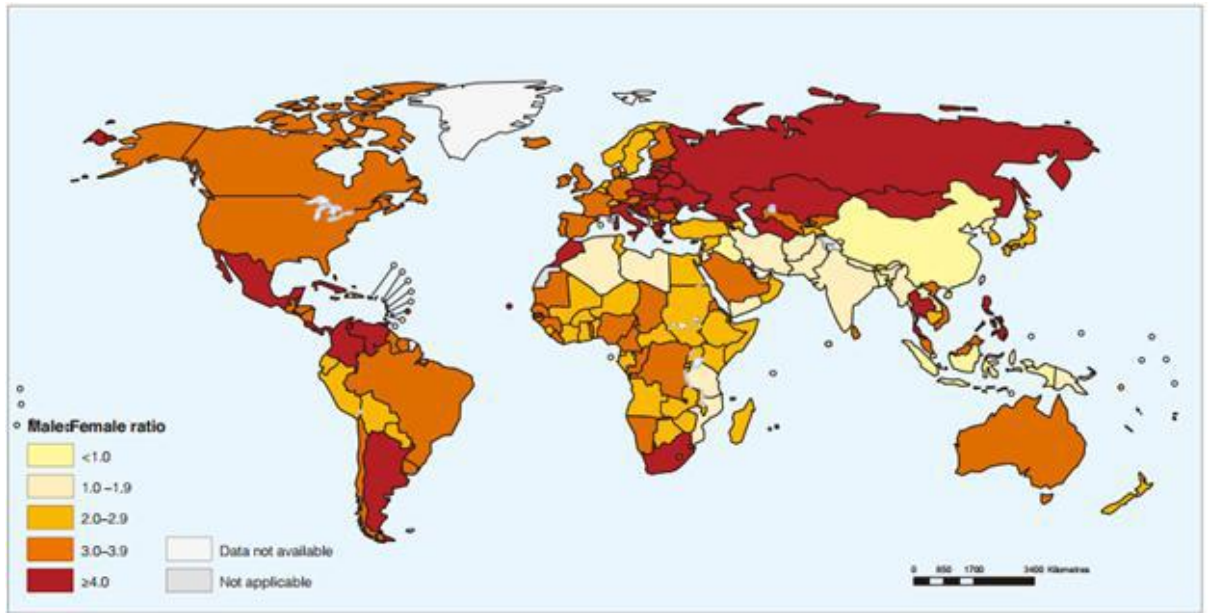 Male:Female ratio
<1.0
1.0–1.9
2.0–2.9
3.0–3.9
≥4.0
Data not available
Not applicable
0 850 1700 3400 Kilometres